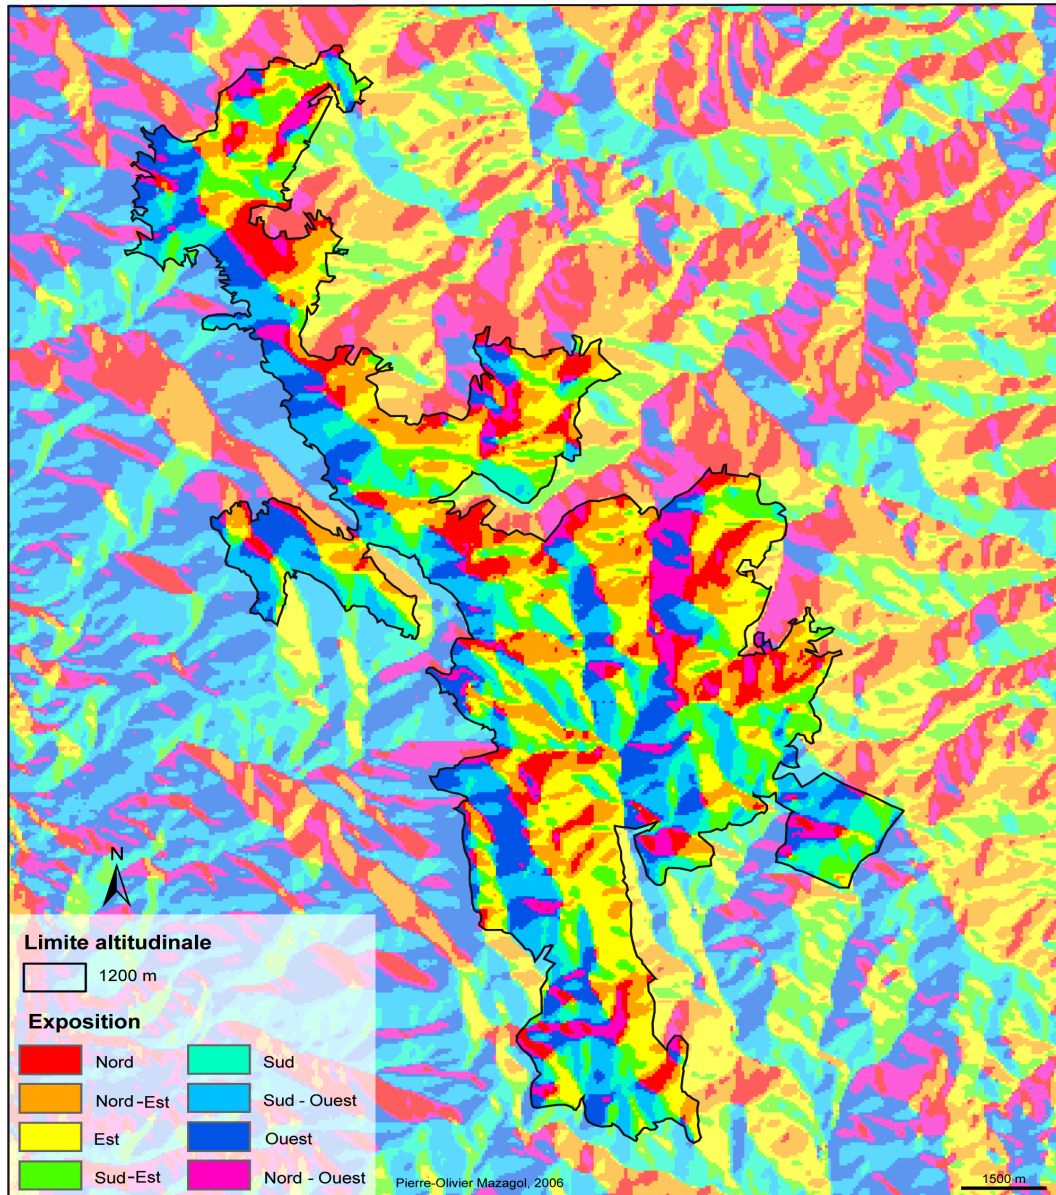 N
Limite altitudinale
1200 m
Exposition
Nord
Sud
Nord-Est
Sud - Ouest
Est
Ouest
Sud-Est
Nord - Ouest
Pierre-Olivier Mazagol, 2006
1500 m